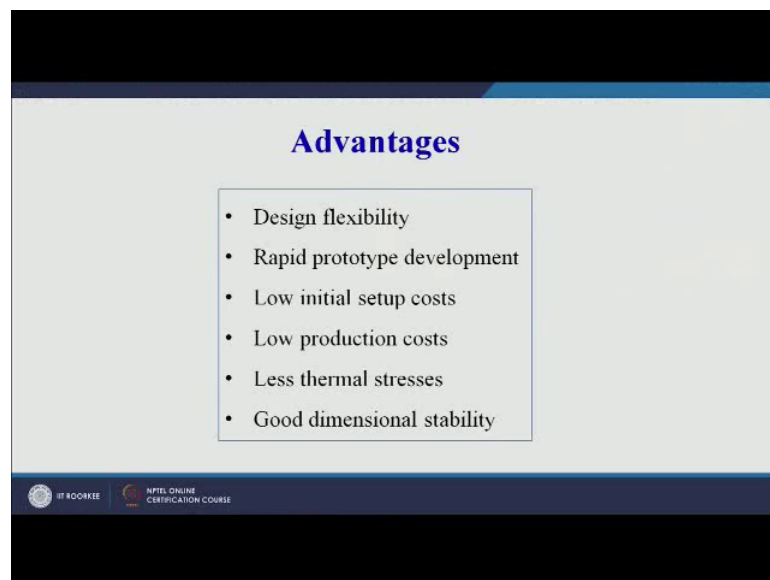 Advantages
• Design flexibility
• Rapid prototype development
• Low initial setup costs
• Low production costs
• Less thermal stresses
• Good dimensional stability
IIT ROORKEE
NPTEL ONLINE
CERTIFICATION COURSE